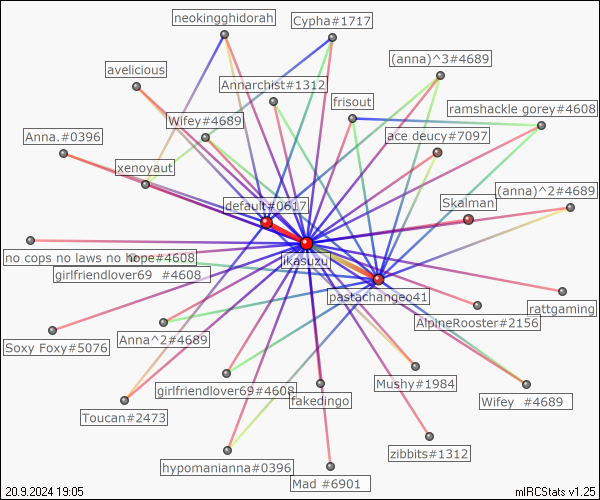 neokingghidorah
Cypha#1717
(anna)^3#4689
avelicious
Annarchist#1312
frisout
ramshackle gorey#4608
Wifey#4689
ace deucy#7097
Anna.#0396
xenoyaut
Skalman
(anna)^2#4689
default#0617
no cops no laws no hope#4608
jikasuzu
girlfriendlover69 #4608
pastachangeo41
rattgaming
AlpineRooster#2156
Soxy Foxy#5076
Anna^2#4689
Mushy#1984
girlfriendlover69#4608
fakedingo
Wifey #4689
Toucan#2473
zibbits#1312
hypomanianna#0396
Mad #6901
20.9.2024 19:05
mIRCStats v1.25